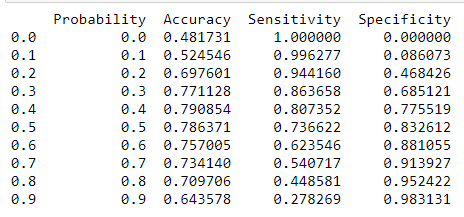 Probability Accuracy Sensitivity Specificity
0.0 0.0 0.481731 1.000000 0.000000
0.1 0.1 0.524546 0.996277 0.086073
0.2 0.2 0.697601 0.944160 0.468426
0.3 0.3 0.771128 0.863658 0.685121
0.4 0.4 0.790854 0.807352 0.775519
0.5 0.5 0.786371 0.736622 0.832612
0.6 0.6 0.757005 0.623546 0.881055
0.7 0.7 0.734140 0.540717 0.913927
0.8 0.8 0.709706 0.448581 0.952422
0.9 0.9 0.643578 0.278269 0.983131